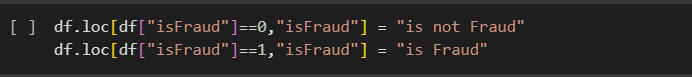 [ ] df.loc[df["isFraud"]==0,"isFraud"] = "is not Fraud"
df.loc[df["isFraud"]==1,"isFraud"] = "is Fraud"